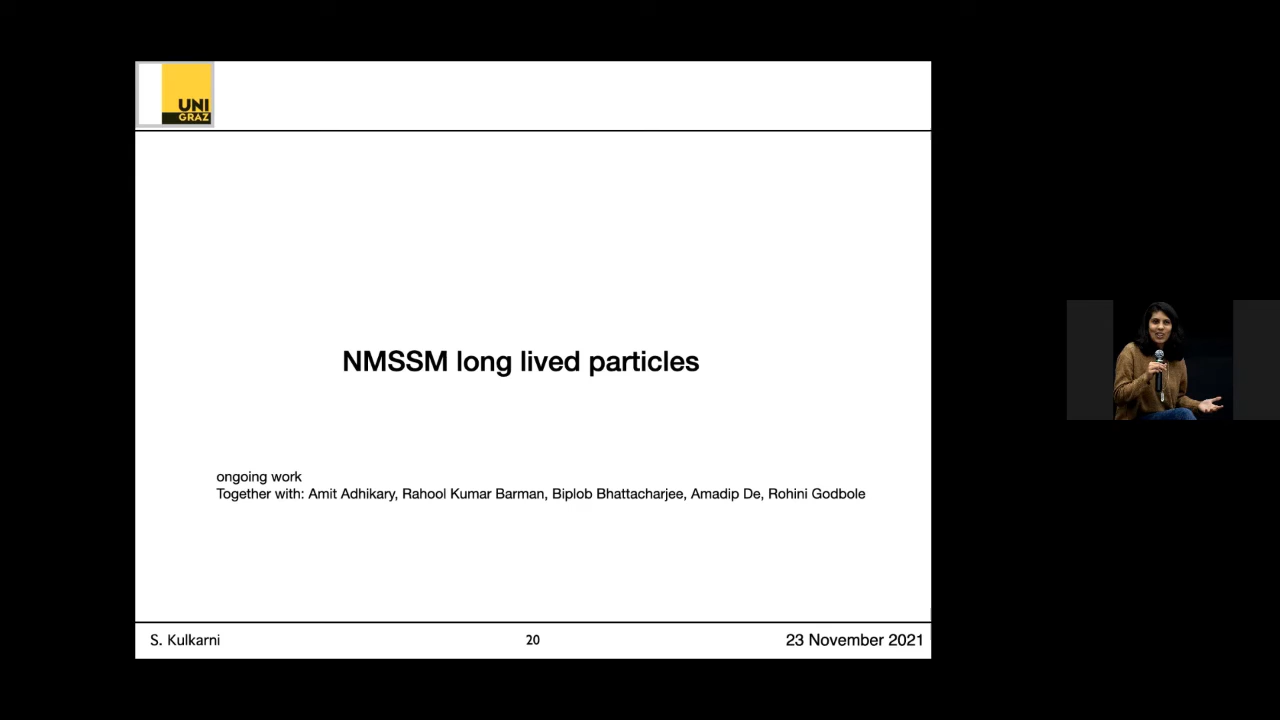 UNI
GRAZ
NMSSM long lived particles
ongoing work
Together with: Amit Adhikary, Rahool Kumar Barman, Biplob Bhattacharjee, Amadip De, Rohini Godbole
S. Kulkarni
20
23 November 2021